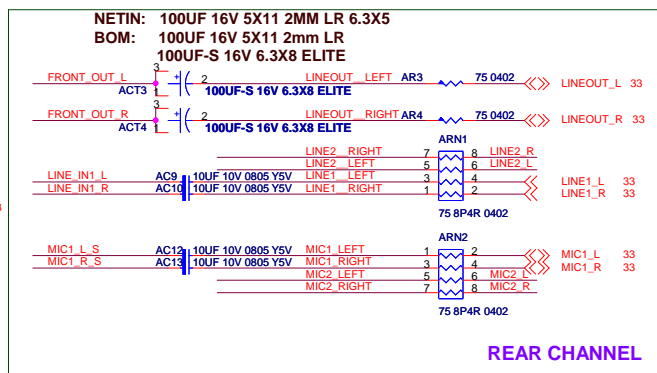 NETIN: 100UF 16V 5X11 2MM LR 6.3X5
BOM: 100UF 16V 5X11 2mm LR
100UF-S 16V 6.3X8 ELITE
FRONT_OUT_L ACT3 3 1 + 2 100UF-S 16V 6.3X8 ELITE LINEOUT__LEFT AR3 75 0402 LINEOUT_L 33
FRONT_OUT_R ACT4 3 1 + 2 100UF-S 16V 6.3X8 ELITE LINEOUT__RIGHT AR4 75 0402 LINEOUT_R 33
ARN1
LINE2__RIGHT 7 8 LINE2_R
LINE2__LEFT 5 6 LINE2_L
LINE_IN1_L AC9 10UF 10V 0805 Y5V LINE1__LEFT 3 4 LINE1_L 33
LINE_IN1_R AC10 10UF 10V 0805 Y5V LINE1__RIGHT 1 2 LINE1_R 33
75 8P4R 0402
ARN2
MIC1_L_S AC12 10UF 10V 0805 Y5V MIC1_LEFT 1 2 MIC1_L 33
MIC1_R_S AC13 10UF 10V 0805 Y5V MIC1_RIGHT 3 4 MIC1_R 33
MIC2_LEFT 5 6 MIC2_L
MIC2_RIGHT 7 8 MIC2_R
75 8P4R 0402
REAR CHANNEL